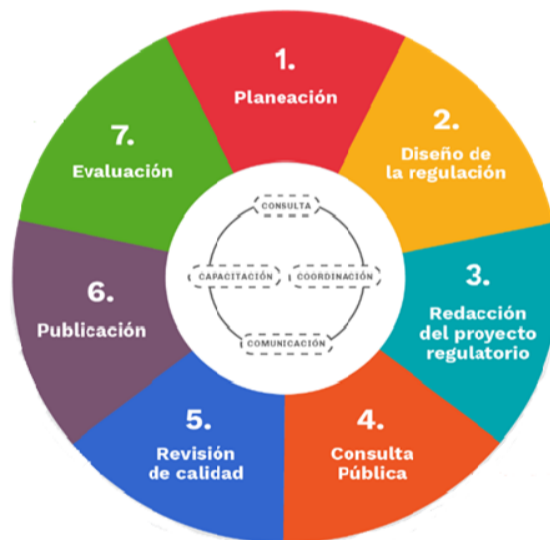 1.
Planeación
2.
Diseño de
la regulación
3.
Redacción
del proyecto
regulatorio
4.
Consulta
Pública
5.
Revisión
de calidad
6.
Publicación
7.
Evaluación
CONSULTA
CAPACITACIÓN
COORDINACIÓN
COMUNICACIÓN